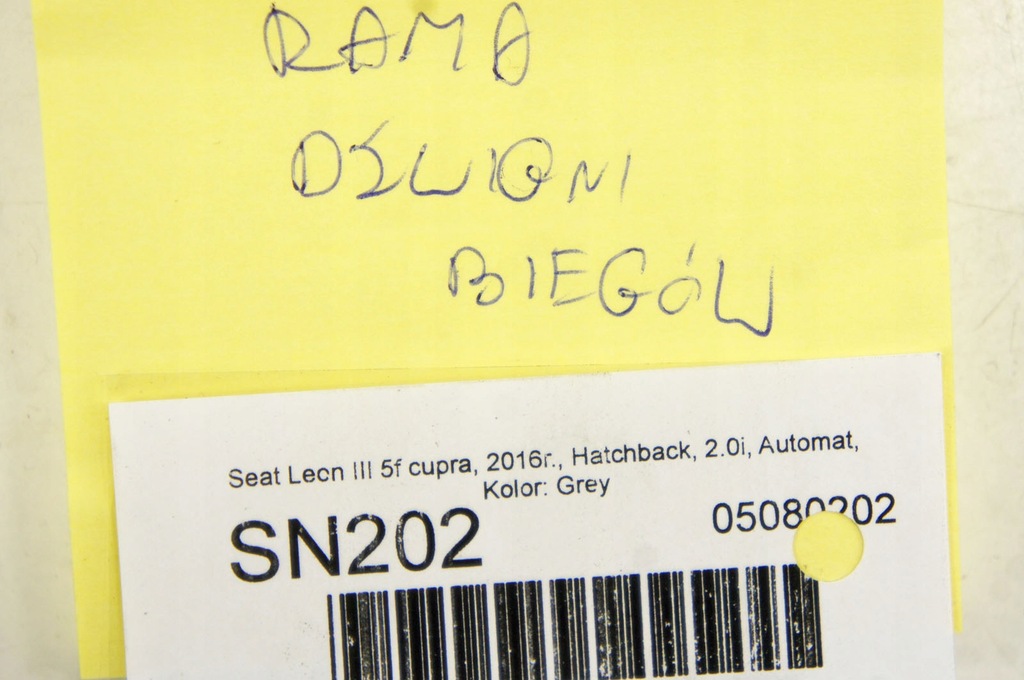 RAMA
DŹWIGNI
BIEGÓW
Seat Leon III 5f cupra, 2016r., Hatchback, 2.0i, Automat,
Kolor: Grey
SN202
05080202